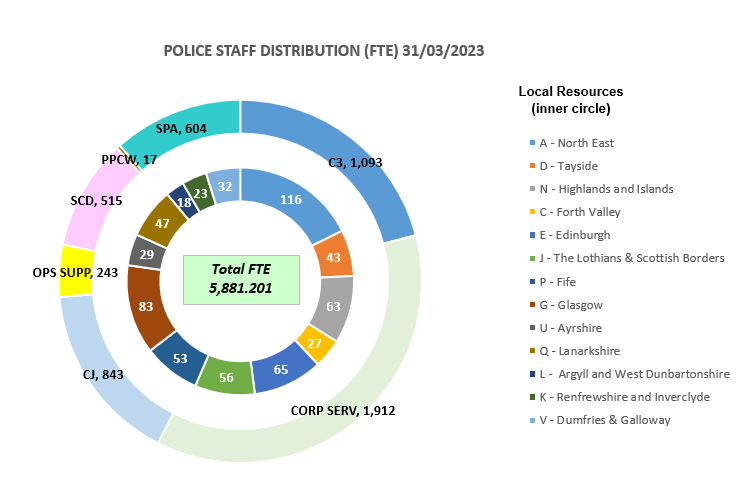 POLICE STAFF DISTRIBUTION (FTE) 31/03/2023
SPA, 604
C3, 1,093
PPCW, 17
SCD, 515
OPS SUPP, 243
CJ, 843
CORP SERV, 1,912
32
116
23
18
47
43
29
63
83
27
53
65
56
Total FTE
5,881.201
Local Resources
(inner circle)
A - North East
D - Tayside
N - Highlands and Islands
C - Forth Valley
E - Edinburgh
J - The Lothians & Scottish Borders
P - Fife
G - Glasgow
U - Ayrshire
Q - Lanarkshire
L -  Argyll and West Dunbartonshire
K - Renfrewshire and Inverclyde
V - Dumfries & Galloway